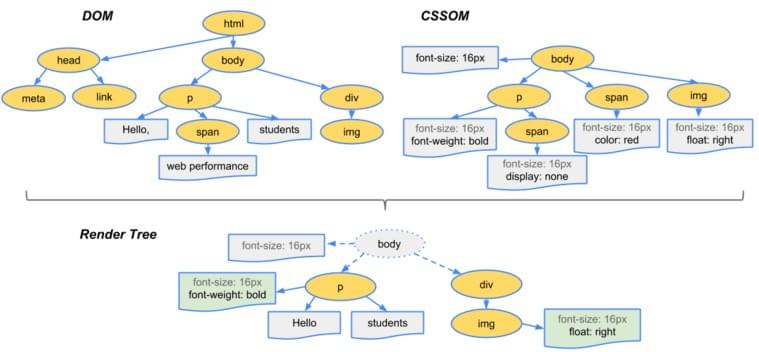 DOM
html
head
body
meta
link
p
div
Hello,
span
students
img
web performance
CSSOM
font-size: 16px
body
p
span
img
font-size: 16px
font-weight: bold
span
font-size: 16px
color: red
font-size: 16px
float: right
font-size: 16px
display: none
Render Tree
font-size: 16px
body
font-size: 16px
font-weight: bold
p
div
Hello
students
img
font-size: 16px
float: right